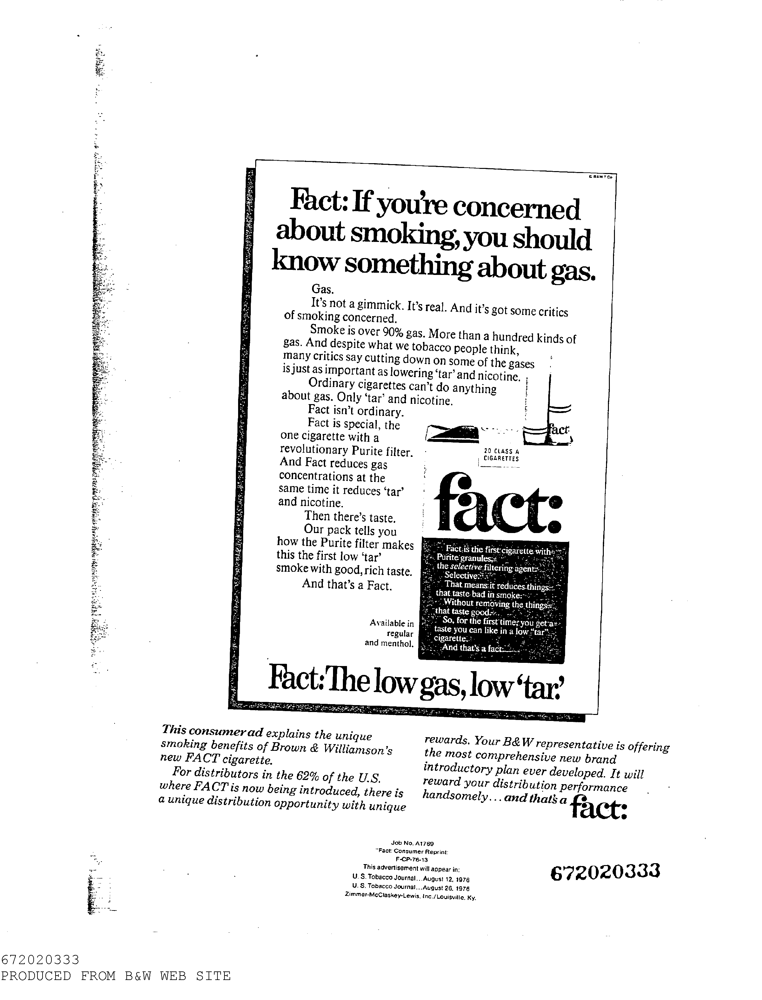 © B&W T Co
Fact: If you're concerned
about smoking, you should
know something about gas.
Gas.
It's not a gimmick. It's real. And it's got some critics
of smoking concerned.
Smoke is over 90% gas. More than a hundred kinds of
gas. And despite what we tobacco people think,
many critics say cutting down on some of the gases
is just as important as lowering 'tar' and nicotine.
Ordinary cigarettes can't do anything
about gas. Only 'tar' and nicotine.
Fact isn't ordinary.
Fact is special, the
one cigarette with a
revolutionary Purite filter.
And Fact reduces gas
concentrations at the
same time it reduces 'tar'
and nicotine.
Then there's taste.
Our pack tells you
how the Purite filter makes
this the first low 'tar'
smoke with good, rich taste.
And that's a Fact.
Available in
regular
and menthol.
fact
20 CLASS A
CIGARETTES
fact:
Fact is the first cigarette with
Purite granules,
the selective filtering agent.
Selective.
That means it reduces things
that taste bad in smoke.
Without removing the things
that taste good.
So, for the first time, you get a
taste you can like in a low "tar"
cigarette.
And that's a fact.
Fact: The low gas, low 'tar.'
This consumer ad explains the unique
smoking benefits of Brown & Williamson's
new FACT cigarette.
For distributors in the 62% of the U.S.
where FACT is now being introduced, there is
a unique distribution opportunity with unique
rewards. Your B&W representative is offering
the most comprehensive new brand
introductory plan ever developed. It will
reward your distribution performance
handsomely... and that's a fact:
Job No. A1789
"Fact: Consumer Reprint:
F-CP-76-13
This advertisement will appear in:
U. S. Tobacco Journal...August 12, 1976
U. S. Tobacco Journal...August 26, 1976
Zimmer-McClaskey-Lewis, Inc./Louisville, Ky.
672020333
672020333
PRODUCED FROM B&W WEB SITE